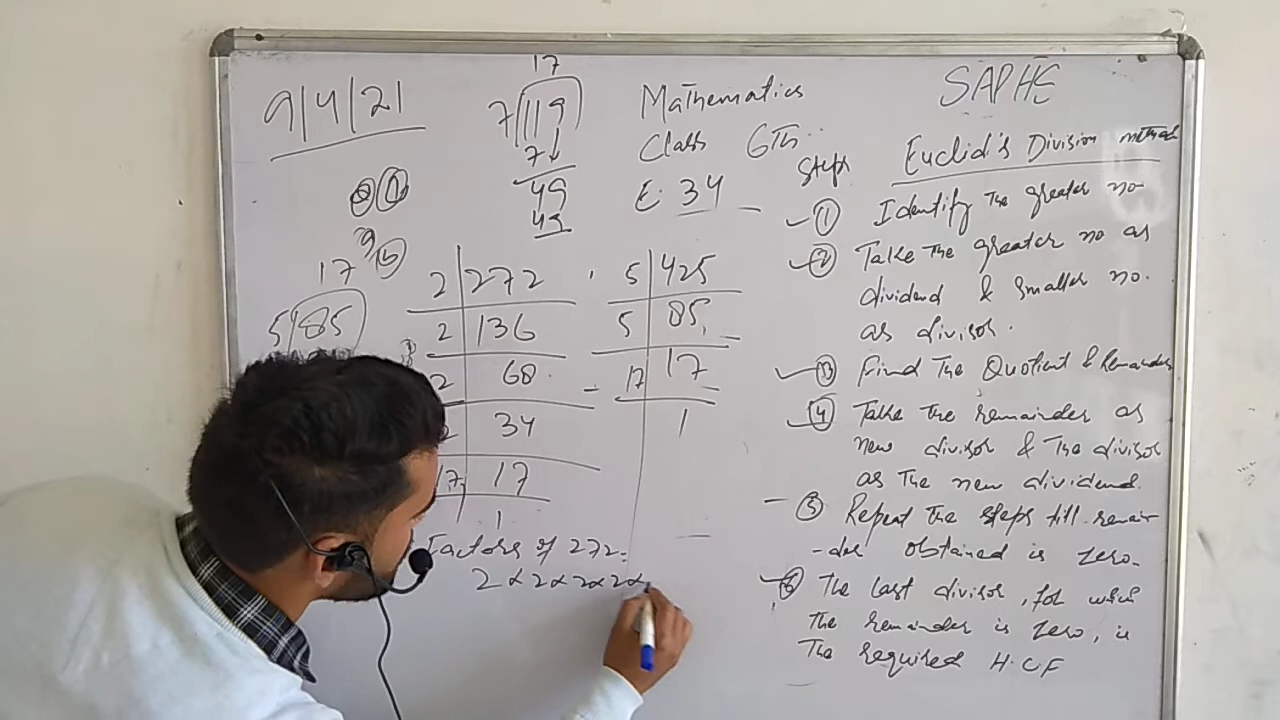 9/4/21
17
7 119
7↓
49
49
Mathematics
Class 6Th
E. 34
SAPHS
Euclid's Division method
Steps
① Identify The greater no
② Take The greater no as
dividend & smaller no.
as divisor.
③ Find The Quotient & Remainder
④ Take The remainder as
new divisor & The divisor
as The new dividend.
⑤ Repeat The steps till remain
-der obtained is zero.
⑥ The last divisor, for which
The remainder is zero, is
The required H.C.F
17
5 85
2 272
2 136
2 68
2 34
17 17
1
5 425
5 85
17 17
1
Factors of 272 =
2 x 2 x 2 x 2 x